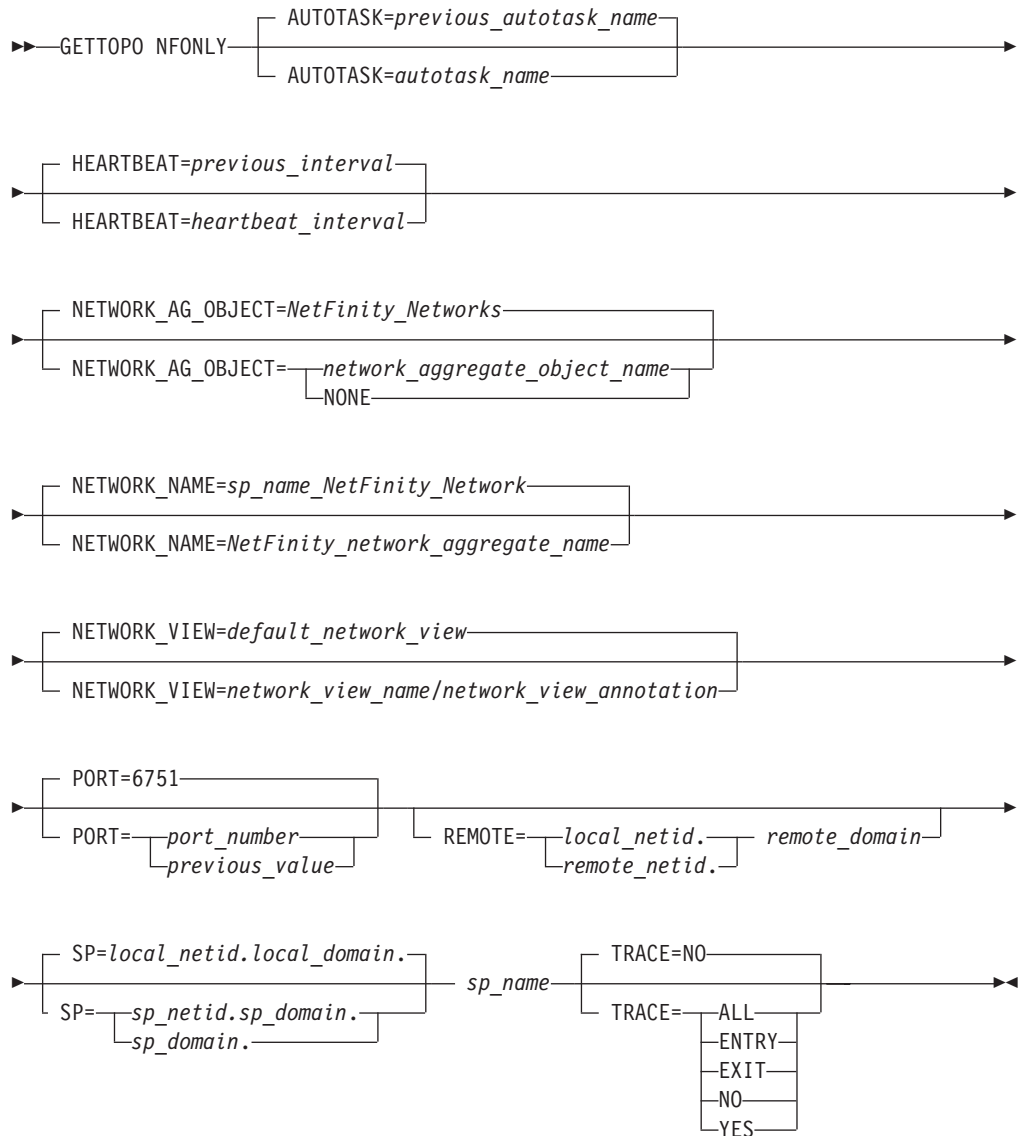 AUTOTASK=previous_autotask_name
GETTOPO NFONLY
AUTOTASK=autotask_name
HEARTBEAT=previous_interval
HEARTBEAT=heartbeat_interval
NETWORK_AG_OBJECT=NetFinity_Networks
NETWORK_AG_OBJECT= network_aggregate_object_name
NONE
NETWORK_NAME=sp_name_NetFinity_Network
NETWORK_NAME=NetFinity_network_aggregate_name
NETWORK_VIEW=default_network_view
NETWORK_VIEW=network_view_name/network_view_annotation
PORT=6751
PORT= port_number REMOTE= local_netid. remote_domain
previous_value remote_netid.
SP=local_netid.local_domain. TRACE=NO
sp_name
SP= sp_netid.sp_domain. TRACE= ALL
sp_domain. ENTRY
EXIT
NO
YES